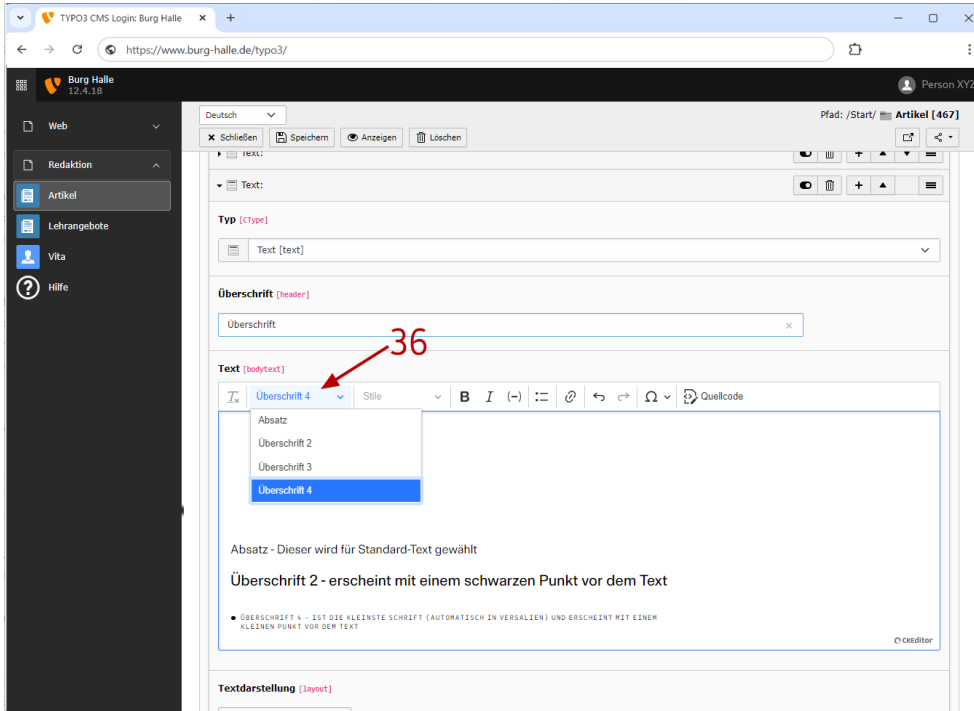 TYPO3 CMS Login: Burg Halle
https://www.burg-halle.de/typo3/
Burg Halle
12.4.18
Person XYZ
Web
Redaktion
Artikel
Lehrangebote
Vita
Hilfe
Deutsch
Pfad: /Start/ Artikel [467]
Schließen Speichern Anzeigen Löschen
Text:
Text:
Typ [CType]
Text [text]
Überschrift [header]
Überschrift
36
Text [bodytext]
Überschrift 4 Stile B I (-) Ω Quellcode
Absatz
Überschrift 2
Überschrift 3
Überschrift 4
Absatz - Dieser wird für Standard-Text gewählt
Überschrift 2 - erscheint mit einem schwarzen Punkt vor dem Text
ÜBERSCHRIFT 4 - IST DIE KLEINSTE SCHRIFT (AUTOMATISCH IN VERSALIEN) UND ERSCHEINT MIT EINEM
KLEINEN PUNKT VOR DEM TEXT
CKEditor
Textdarstellung [layout]